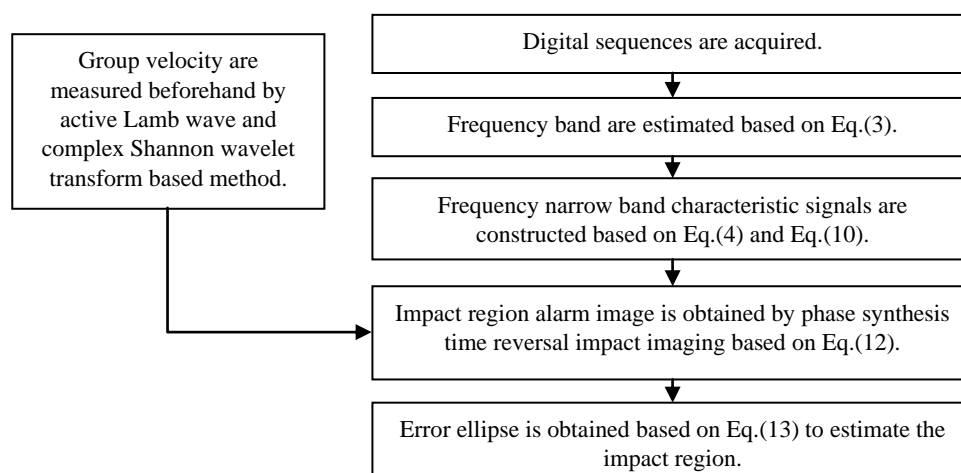 Group velocity are
measured beforehand by
active Lamb wave and
complex Shannon wavelet
transform based method.
Digital sequences are acquired.
Frequency band are estimated based on Eq.(3).
Frequency narrow band characteristic signals are
constructed based on Eq.(4) and Eq.(10).
Impact region alarm image is obtained by phase synthesis
time reversal impact imaging based on Eq.(12).
Error ellipse is obtained based on Eq.(13) to estimate the
impact region.